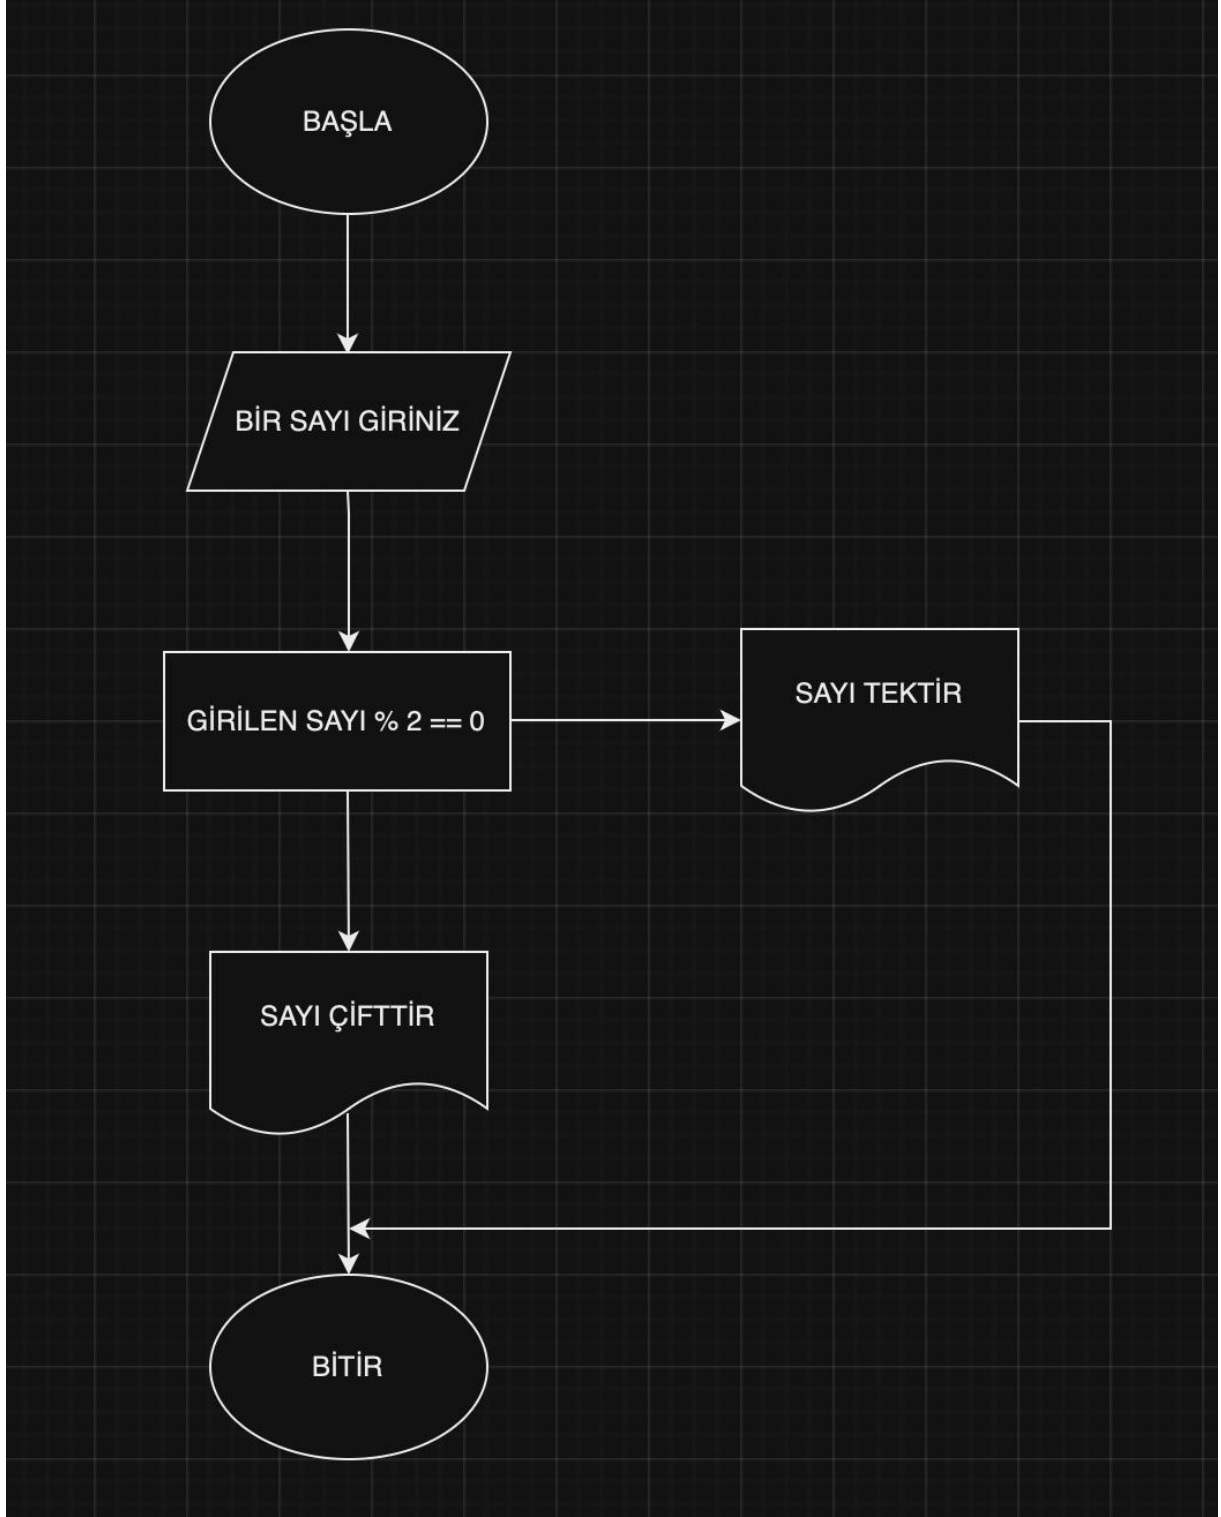 BAŞLA
BİR SAYI GİRİNİZ
GİRİLEN SAYI % 2 == 0
SAYI TEKTİR
SAYI ÇİFTTİR
BİTİR